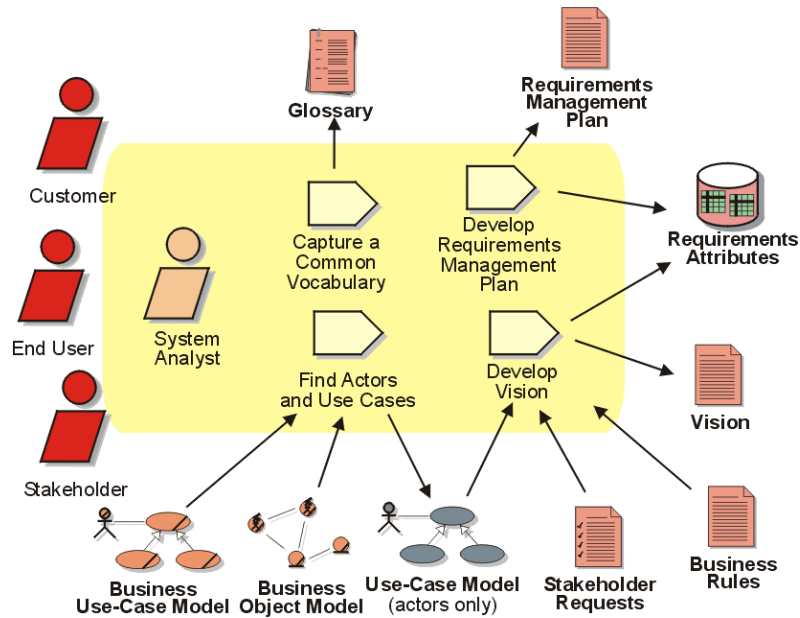 Glossary
Requirements
Management
Plan
Customer
Capture a
Common
Vocabulary
Develop
Requirements
Management
Plan
Requirements
Attributes
End User
System
Analyst
Find Actors
and Use Cases
Develop
Vision
Vision
Stakeholder
Business
Use-Case Model
Business
Object Model
Use-Case Model
(actors only)
Stakeholder
Requests
Business
Rules